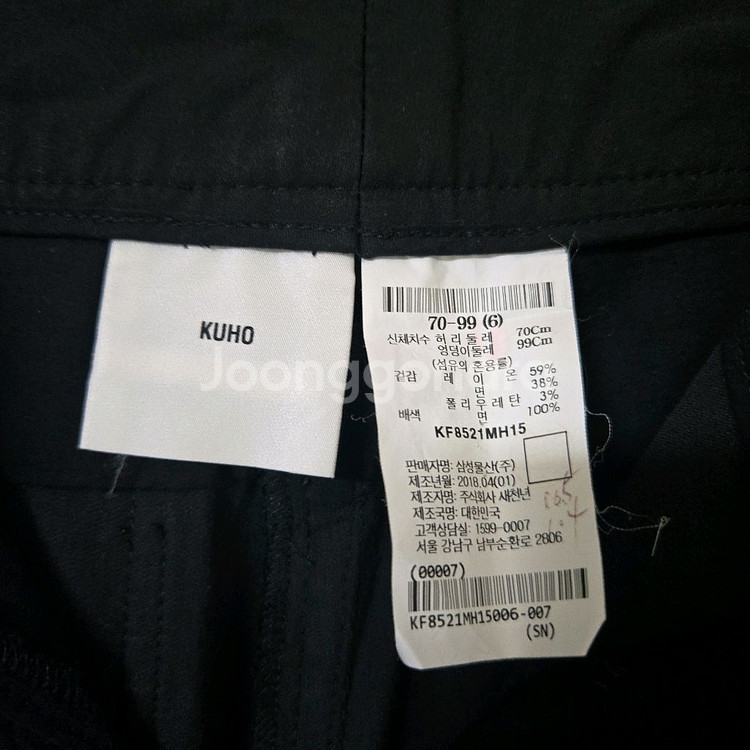 KUHO
Joonggonara
70-99 (6)
신체치수 허리둘레 70Cm
엉덩이둘레 99Cm
(섬유의 혼용률)
겉감 레이온 59%
면 38%
폴리우레탄 3%
배색 면 100%
KF8521MH15
판매자명: 삼성물산(주)
제조년월: 2018.04(01)
제조자명: 주식회사 새천년
제조국명: 대한민국
고객상담실: 1599-0007
서울 강남구 남부순환로 2806
(00007)
KF8521MH15006-007
(SN)